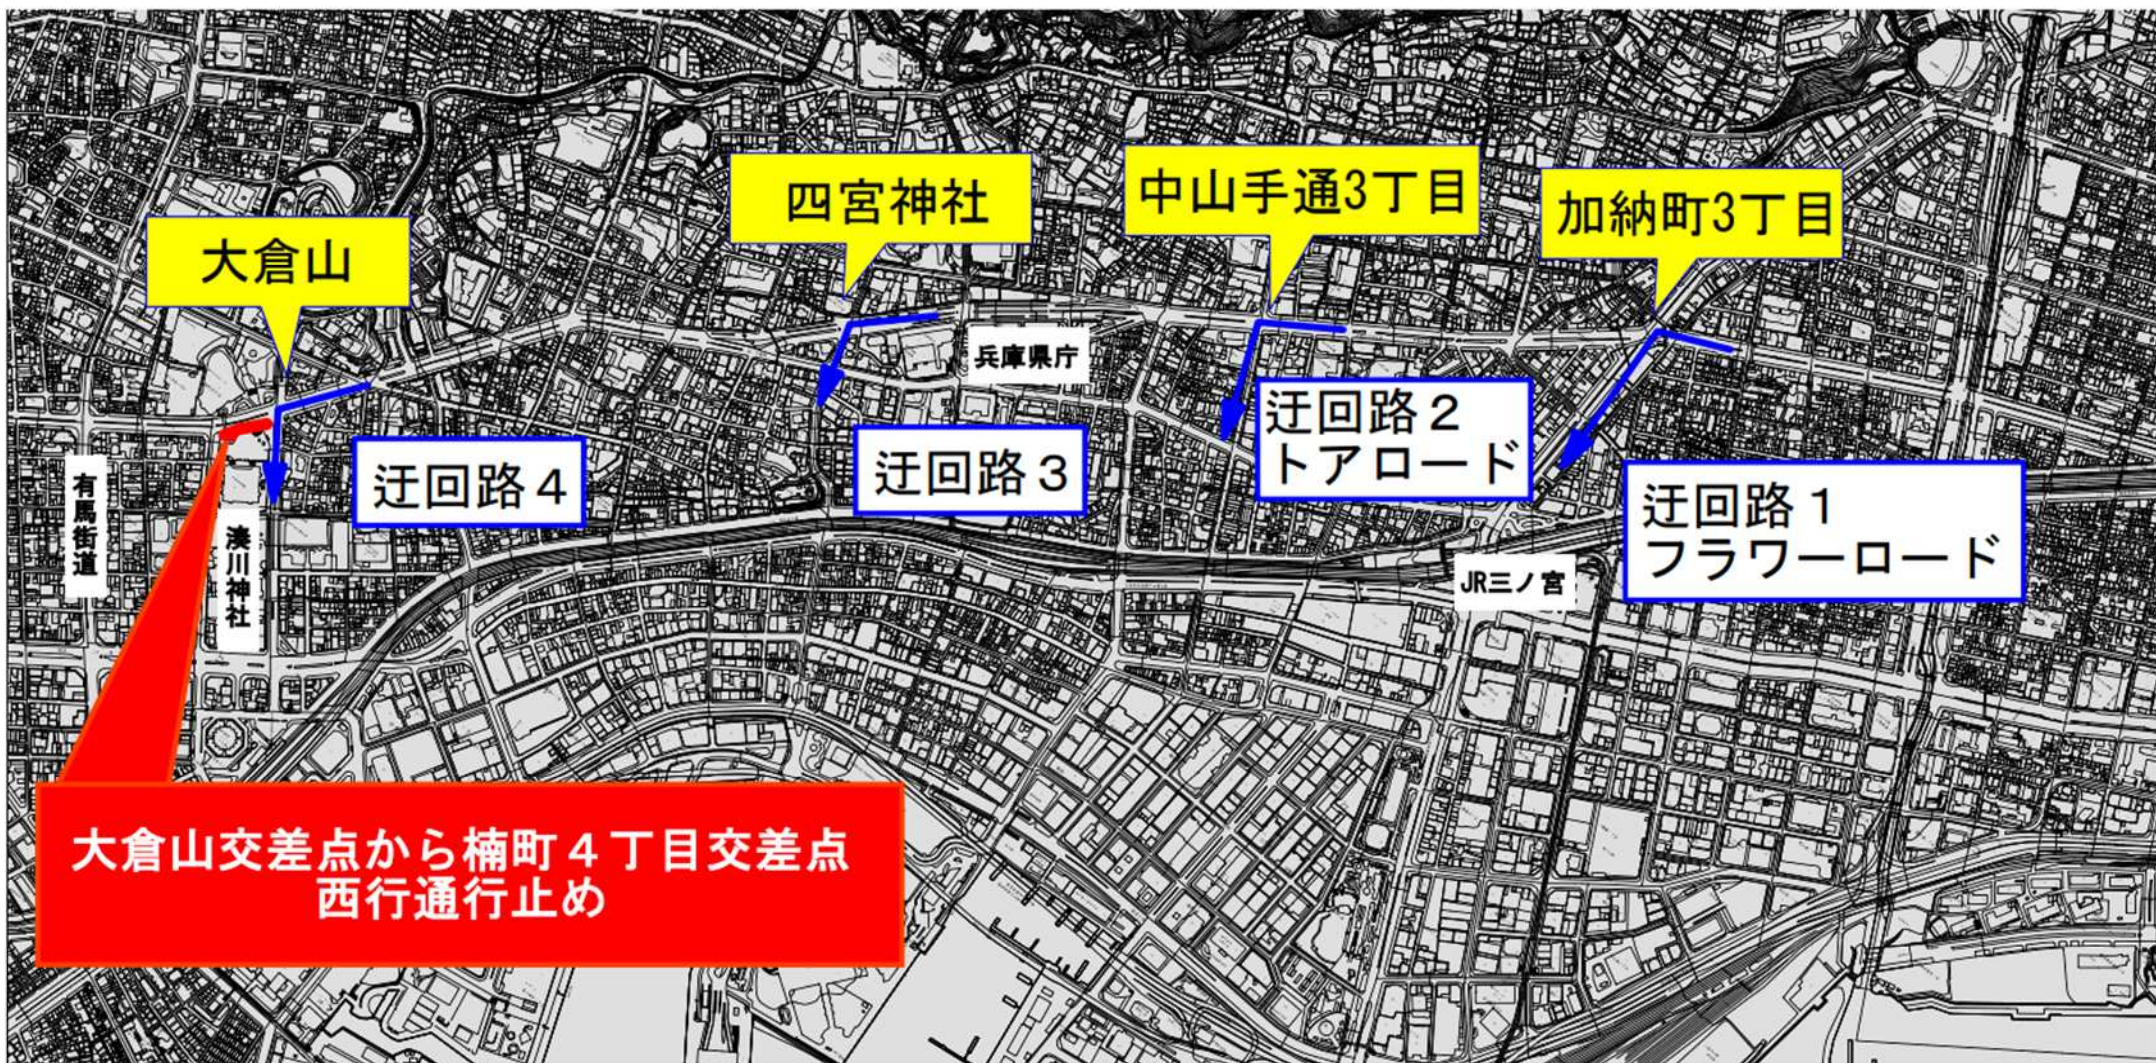 大倉山
四宮神社
中山手通3丁目
加納町3丁目
兵庫県庁
迂回路4
迂回路3
迂回路2
トアロード
迂回路1
フラワーロード
有馬街道
湊川神社
JR三ノ宮
大倉山交差点から楠町4丁目交差点
西行通行止め